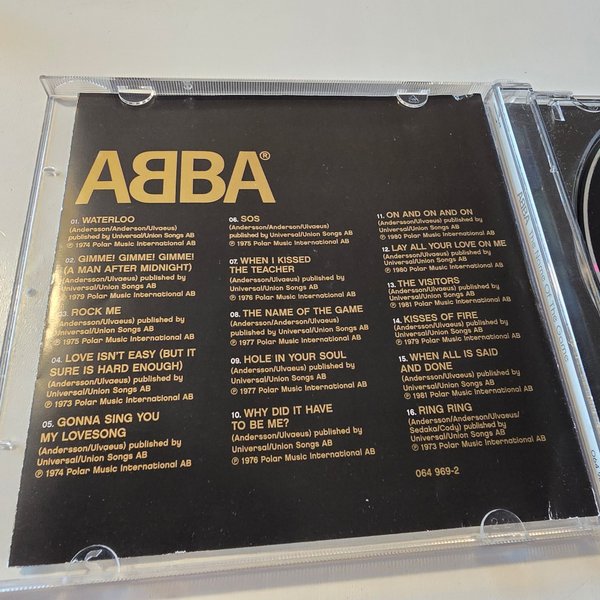 ABBA®
01. WATERLOO
(Andersson/Anderson/Ulvaeus)
published by Universal/Union Songs AB
℗ 1974 Polar Music International AB
02. GIMME! GIMME! GIMME!
(A MAN AFTER MIDNIGHT)
(Andersson/Ulvaeus) published by
Universal/Union Songs AB
℗ 1979 Polar Music International AB
03. ROCK ME
(Andersson/Ulvaeus) published by
Universal/Union Songs AB
℗ 1975 Polar Music International AB
04. LOVE ISN'T EASY (BUT IT
SURE IS HARD ENOUGH)
(Andersson/Ulvaeus) published by
Universal/Union Songs AB
℗ 1973 Polar Music International AB
05. GONNA SING YOU
MY LOVESONG
(Andersson/Ulvaeus) published by
Universal/Union Songs AB
℗ 1974 Polar Music International AB
06. SOS
(Andersson/Anderson/Ulvaeus)
published by Universal/Union Songs AB
℗ 1975 Polar Music International AB
07. WHEN I KISSED
THE TEACHER
(Andersson/Ulvaeus) published by
Universal/Union Songs AB
℗ 1976 Polar Music International AB
08. THE NAME OF THE GAME
(Andersson/Anderson/Ulvaeus)
published by Universal/Union Songs AB
℗ 1977 Polar Music International AB
09. HOLE IN YOUR SOUL
(Andersson/Ulvaeus) published by
Universal/Union Songs AB
℗ 1977 Polar Music International AB
10. WHY DID IT HAVE
TO BE ME?
(Andersson/Ulvaeus) published by
Universal/Union Songs AB
℗ 1976 Polar Music International AB
11. ON AND ON AND ON
(Andersson/Ulvaeus) published by
Universal/Union Songs AB
℗ 1980 Polar Music International AB
12. LAY ALL YOUR LOVE ON ME
(Andersson/Ulvaeus) published by
Universal/Union Songs AB
℗ 1980 Polar Music International AB
13. THE VISITORS
(Andersson/Ulvaeus) published by
Universal/Union Songs AB
℗ 1981 Polar Music International AB
14. KISSES OF FIRE
(Andersson/Ulvaeus) published by
Universal/Union Songs AB
℗ 1979 Polar Music International AB
15. WHEN ALL IS SAID
AND DONE
(Andersson/Ulvaeus) published by
Universal/Union Songs AB
℗ 1981 Polar Music International AB
16. RING RING
(Andersson/Anderson/Ulvaeus/
Sedaka/Cody) published by
Universal/Union Songs AB
℗ 1973 Polar Music International AB
064 969-2
ABBA The Name Of The Game